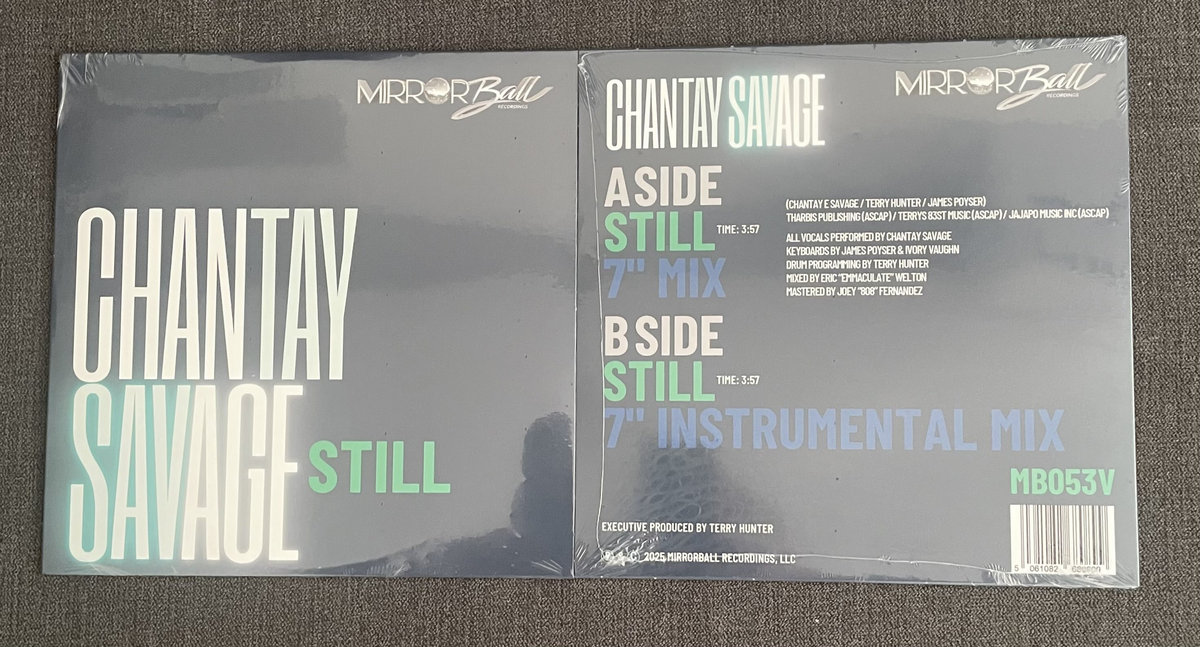 MIRRORBall
RECORDINGS
CHANTAY
SAVAGE
STILL
MIRRORBall
RECORDINGS
CHANTAY SAVAGE
A SIDE
STILL TIME: 3:57
7" MIX
(CHANTAY E SAVAGE / TERRY HUNTER / JAMES POYSER)
THARBIS PUBLISHING (ASCAP) / TERRYS 83ST MUSIC (ASCAP) / JAJAPO MUSIC INC (ASCAP)
ALL VOCALS PERFORMED BY CHANTAY SAVAGE
KEYBOARDS BY JAMES POYSER & IVORY VAUGHN
DRUM PROGRAMMING BY TERRY HUNTER
MIXED BY ERIC "EMMACULATE" WELTON
MASTERED BY JOEY "808" FERNANDEZ
B SIDE
STILL TIME: 3:57
7" INSTRUMENTAL MIX
MB053V
EXECUTIVE PRODUCED BY TERRY HUNTER
2025 MIRRORBALL RECORDINGS, LLC
5 061082